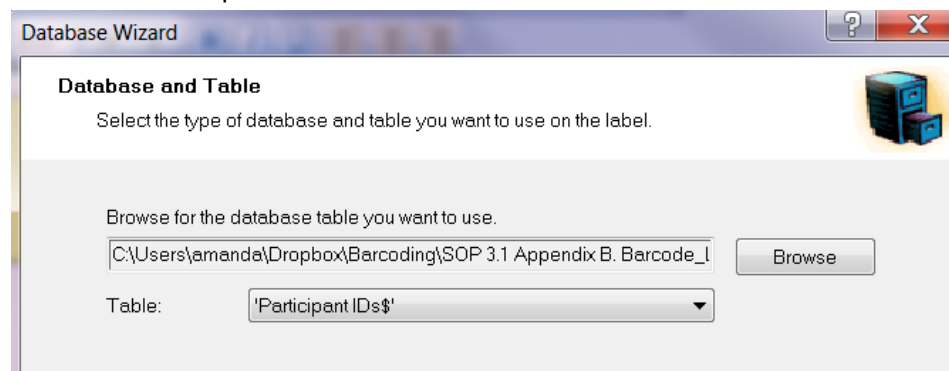 Database Wizard
Database and Table
Select the type of database and table you want to use on the label.
Browse for the database table you want to use.
C:\Users\amanda\Dropbox\Barcoding\SOP 3.1 Appendix B. Barcode_L Browse
Table: 'Participant IDs$'